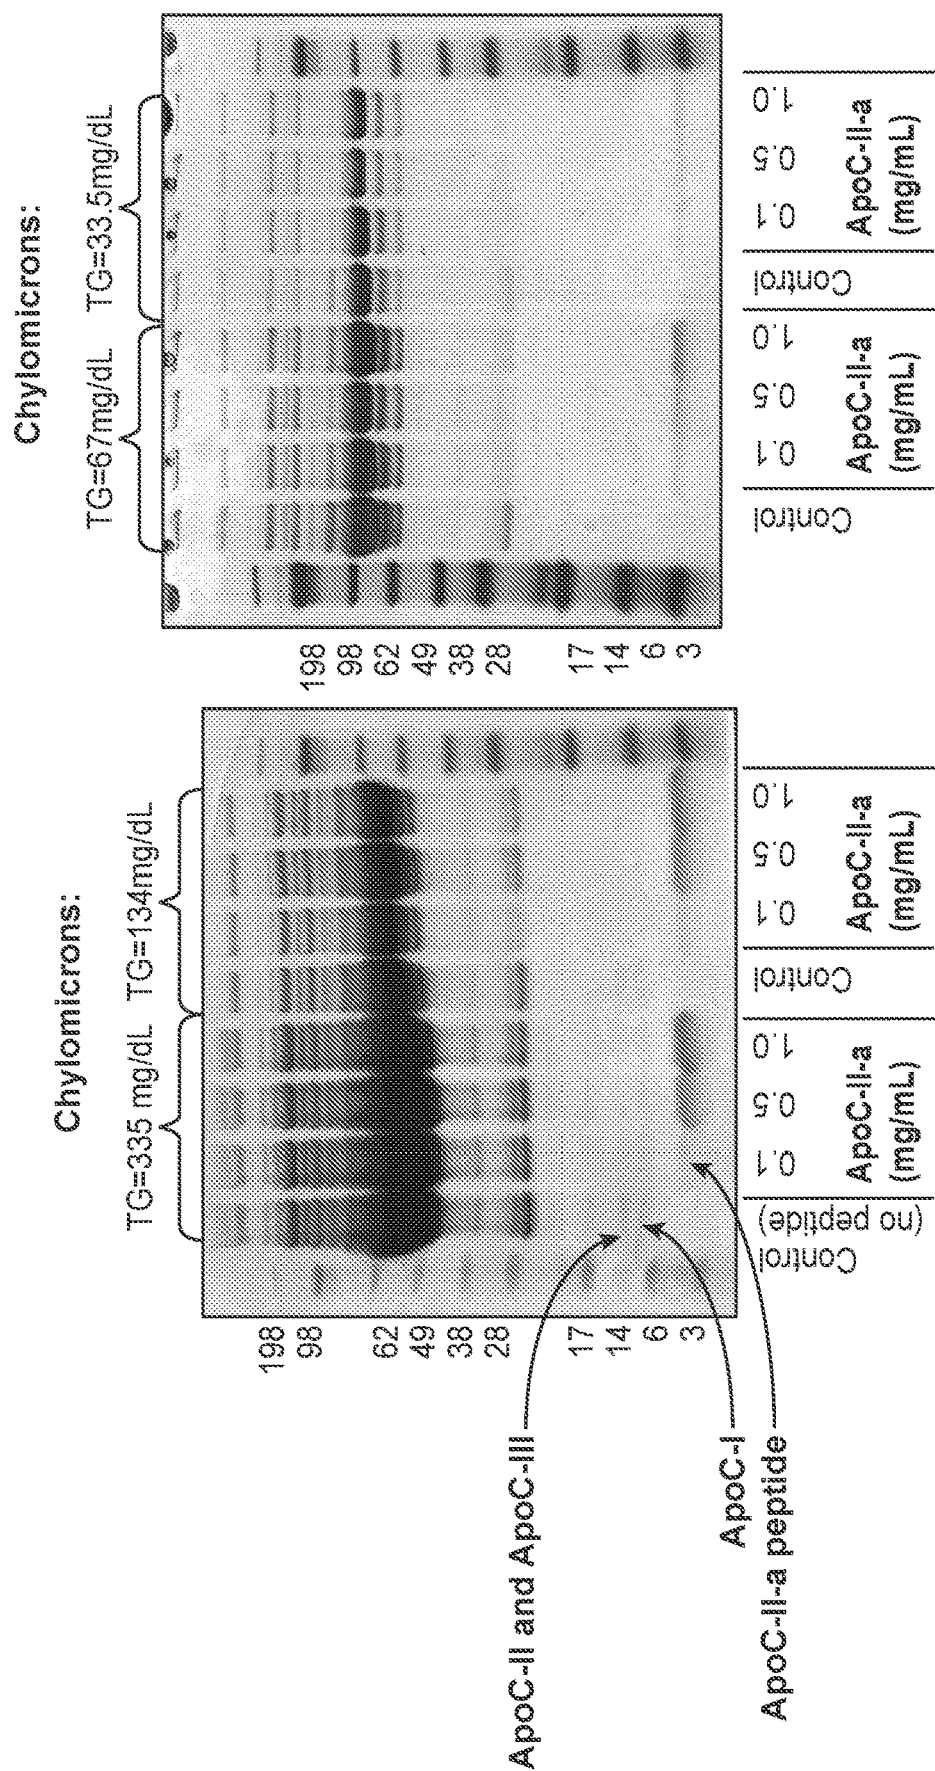 Chylomicrons:
TG=335 mg/dL
TG=134mg/dL
198
98
62
49
38
28
17
14
6
3
ApoC-II and ApoC-III
ApoC-I
ApoC-II-a peptide
Control
(no peptide)
0.1
0.5
1.0
ApoC-II-a
(mg/mL)
Control
0.1
0.5
1.0
ApoC-II-a
(mg/mL)
Chylomicrons:
TG=67mg/dL
TG=33.5mg/dL
198
98
62
49
38
28
17
14
6
3
Control
0.1
0.5
1.0
ApoC-II-a
(mg/mL)
Control
0.1
0.5
1.0
ApoC-II-a
(mg/mL)